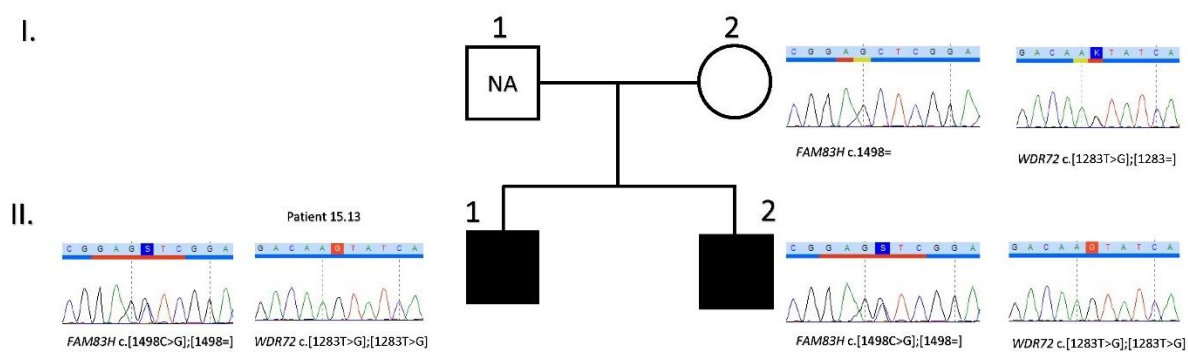 I.
1
2
NA
C G G A G C T C G G A
G A C A A K T A T C A
FAM83H c.1498=
WDR72 c.[1283T>G];[1283=]
II.
Patient 15.13
1
2
C G G A G S T C G G A
G A C A A G T A T C A
C G G A G S T C G G A
G A C A A G T A T C A
FAM83H c.[1498C>G];[1498=]
WDR72 c.[1283T>G];[1283T>G]
FAM83H c.[1498C>G];[1498=]
WDR72 c.[1283T>G];[1283T>G]